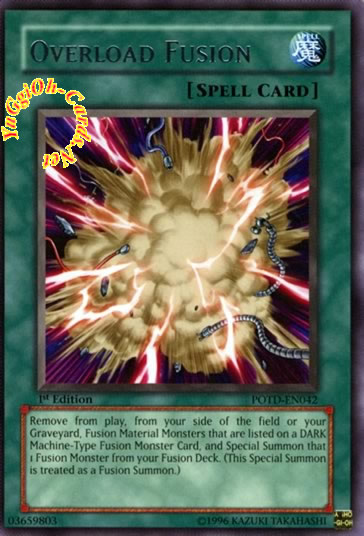 OVERLOAD FUSION
SPELL
魔
[SPELL CARD]
YuGgiOh-Cards.Net
1st Edition
POTD-EN042
Remove from play, from your side of the field or your
Graveyard, Fusion Material Monsters that are listed on a DARK
Machine-Type Fusion Monster Card, and Special Summon that
1 Fusion Monster from your Fusion Deck. (This Special Summon
is treated as a Fusion Summon.)
03659803
©1996 KAZUKI TAKAHASHI